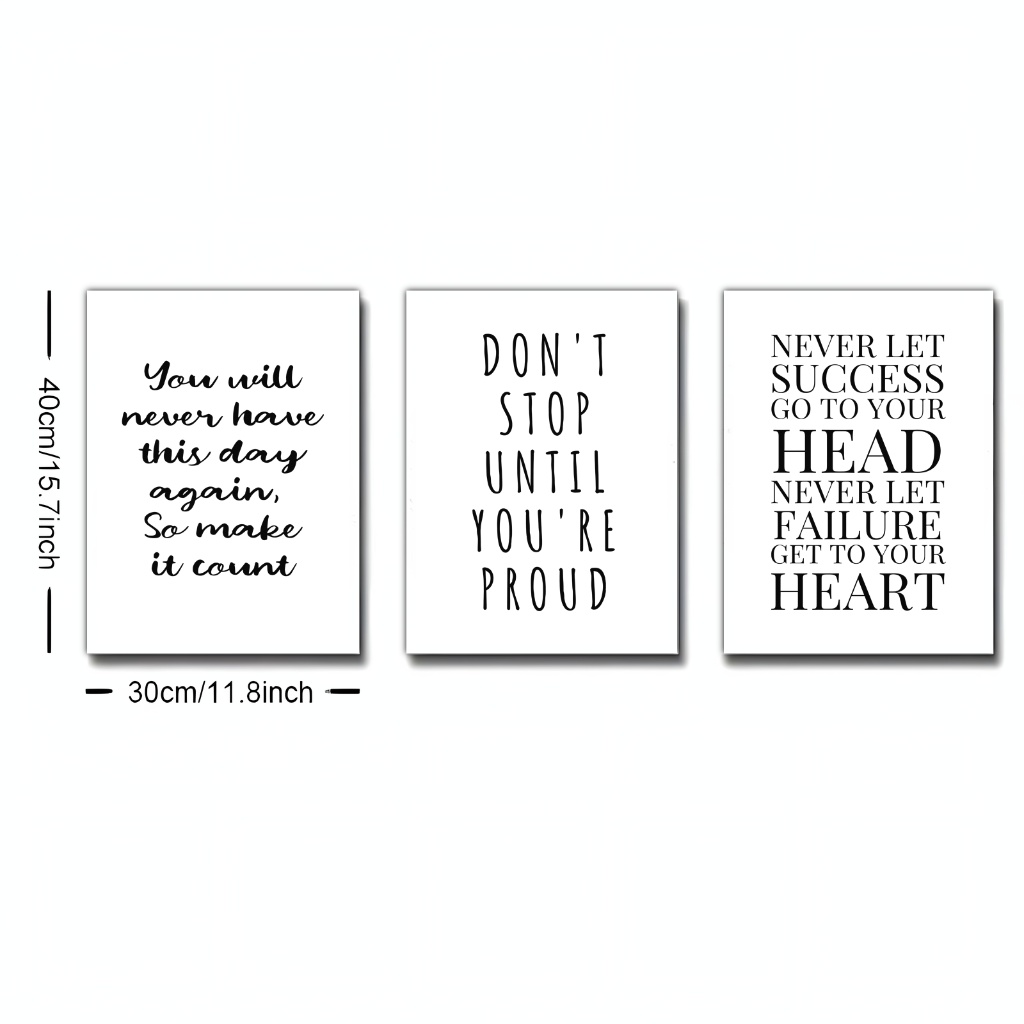 You will
never have
this day
again,
So make
it count
DON'T
STOP
UNTIL
YOU'RE
PROUD
NEVER LET
SUCCESS
GO TO YOUR
HEAD
NEVER LET
FAILURE
GET TO YOUR
HEART
40cm/15.7inch
30cm/11.8inch